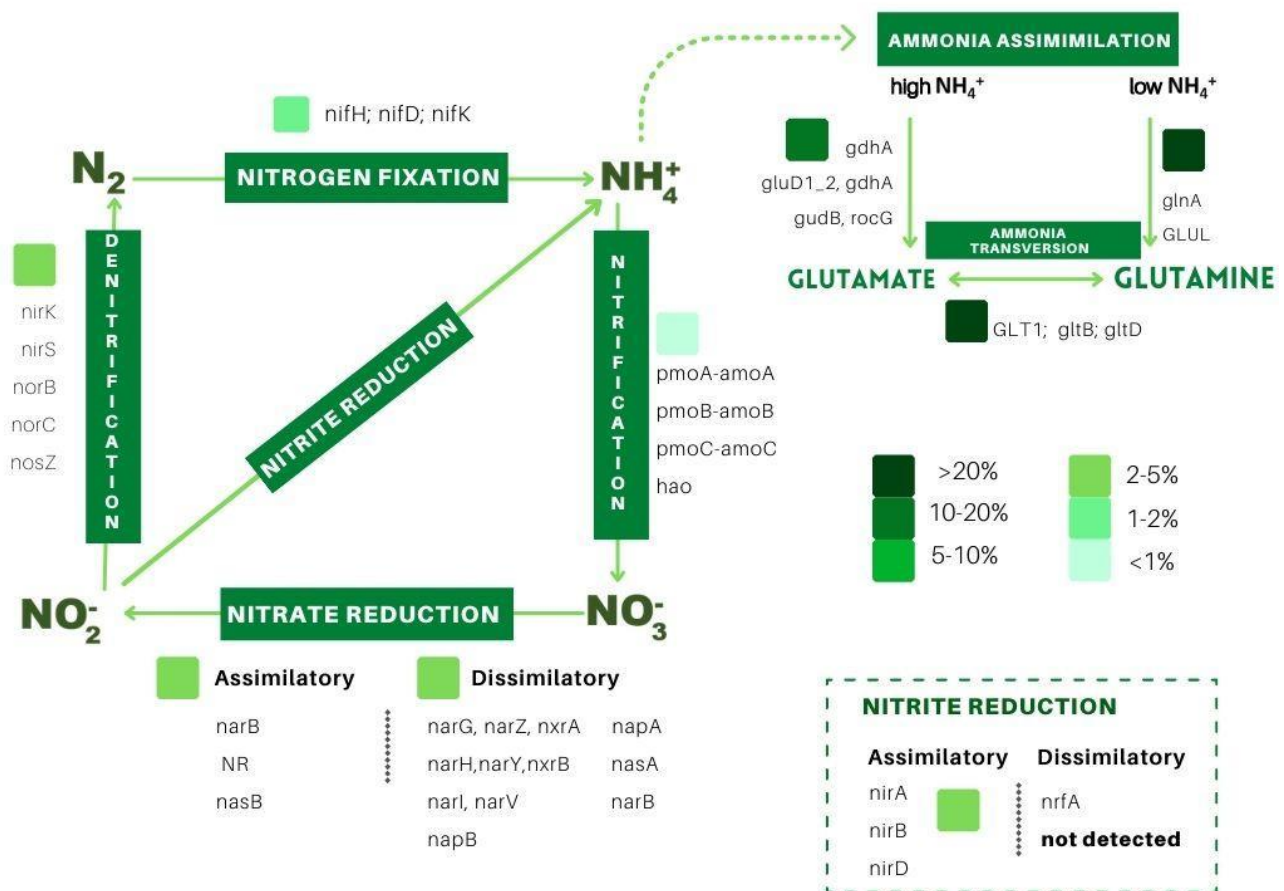 AMMONIA ASSIMIMILATION
high NH₄⁺
low NH₄⁺
nifH; nifD; nifK
N₂
NITROGEN FIXATION
NH₄⁺
gdhA
gluD1_2, gdhA
gudB, rocG
glnA
GLUL
AMMONIA
TRANSVERSION
GLUTAMATE
GLUTAMINE
GLT1; gltB; gltD
DENITRIFICATION
nirK
nirS
norB
norC
nosZ
NITRITE REDUCTION
NITRIFICATION
pmoA-amoA
pmoB-amoB
pmoC-amoC
hao
>20%
10-20%
5-10%
2-5%
1-2%
<1%
NO₂⁻
NITRATE REDUCTION
NO₃⁻
Assimilatory
narB
NR
nasB
Dissimilatory
narG, narZ, nxrA
narH,narY,nxrB
narI, narV
napB
napA
nasA
narB
NITRITE REDUCTION
Assimilatory
nirA
nirB
nirD
Dissimilatory
nrfA
not detected